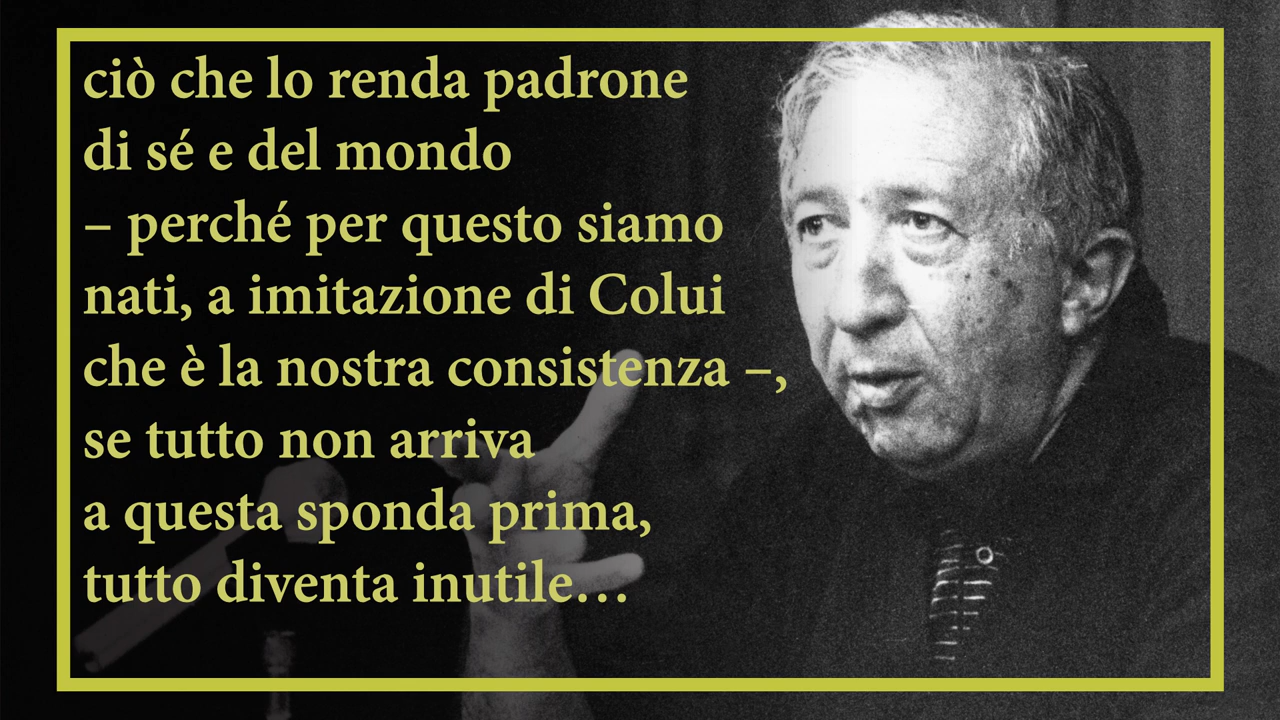 ciò che lo renda padrone
di sé e del mondo
– perché per questo siamo
nati, a imitazione di Colui
che è la nostra consistenza –,
se tutto non arriva
a questa sponda prima,
tutto diventa inutile…